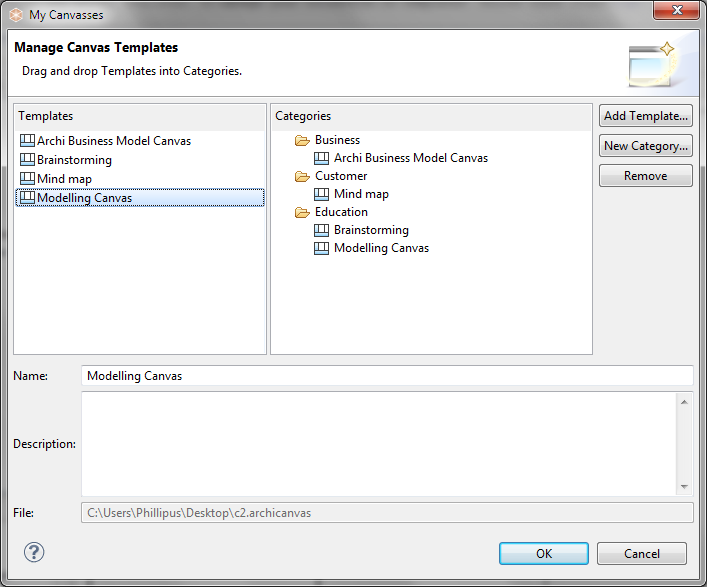 My Canvasses
Manage Canvas Templates
Drag and drop Templates into Categories.
Templates
Archi Business Model Canvas
Brainstorming
Mind map
Modelling Canvas
Categories
Business
Archi Business Model Canvas
Customer
Mind map
Education
Brainstorming
Modelling Canvas
Add Template...
New Category...
Remove
Name:
Modelling Canvas
Description:
File:
C:\Users\Phillipus\Desktop\c2.archicanvas
?
OK
Cancel